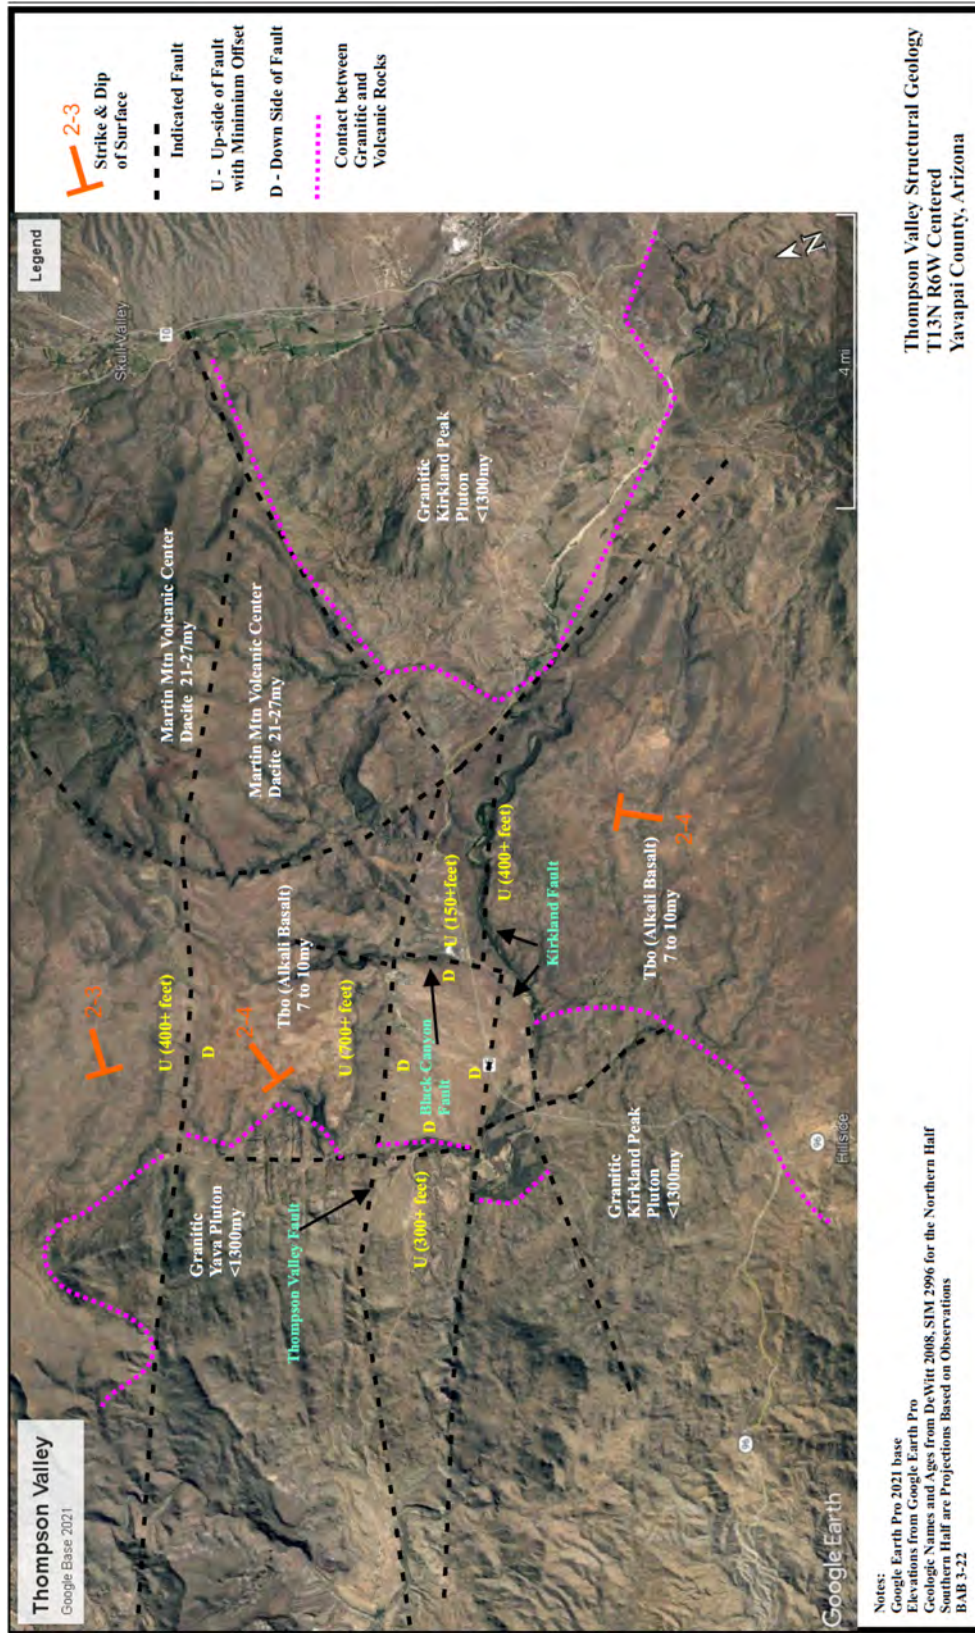 Thompson Valley
Google Base 2021
Legend
2-3
Strike & Dip
of Surface
Indicated Fault
U - Up-side of Fault
with Minimium Offset
D - Down Side of Fault
Contact between
Granitic and
Volcanic Rocks
Skull Valley
10
Martin Mtn Volcanic Center
Dacite 21-27my
Martin Mtn Volcanic Center
Dacite 21-27my
Granitic
Kirkland Peak
Pluton
<1300my
2-3
U (400+ feet)
D
2-4
Tbo (Alkali Basalt)
7 to 10my
U (700+ feet)
D
Granitic
Yava Pluton
<1300my
Thompson Valley Fault
U (300+ feet)
D
Black Canyon
Fault
D
U (150+feet)
D
U (400+ feet)
Kirkland Fault
2-4
Tbo (Alkali Basalt)
7 to 10my
Granitic
Kirkland Peak
Pluton
<1300my
96
Hillside
96
Google Earth
4 mi
N
Notes:
Google Earth Pro 2021 base
Elevations from Google Earth Pro
Geologic Names and Ages from DeWitt 2008, SIM 2996 for the Northern Half
Southern Half are Projections Based on Observations
BAB 3-22
Thompson Valley Structural Geology
T13N R6W Centered
Yavapai County, Arizona